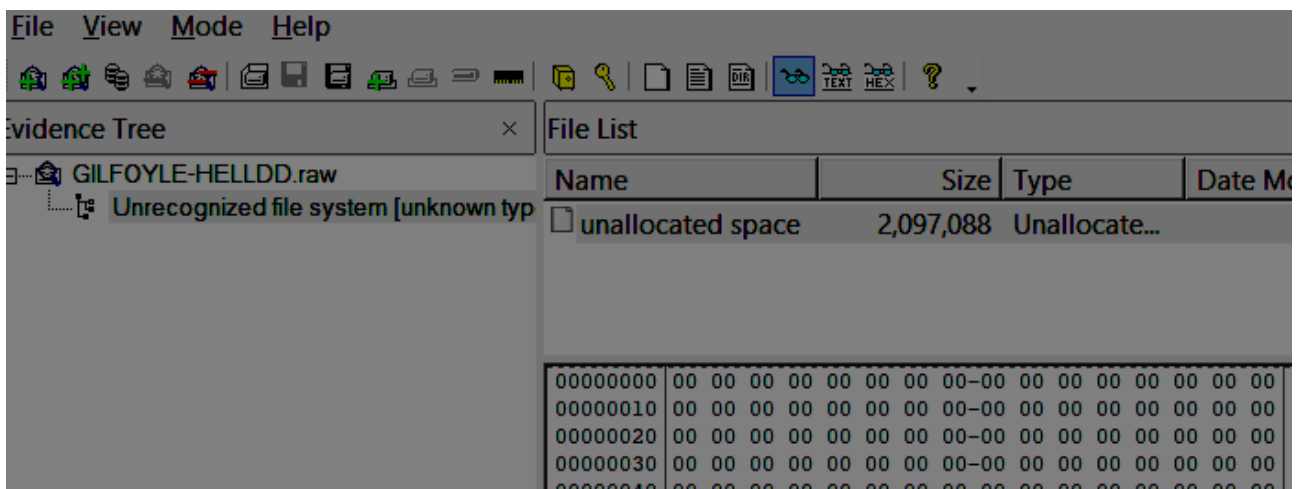 File View Mode Help
TEXT HEX
Evidence Tree × File List
GILFOYLE-HELLDD.raw
Name Size Type Date Mo
Unrecognized file system [unknown typ
unallocated space 2,097,088 Unallocate...
00000000 00 00 00 00 00 00 00 00-00 00 00 00 00 00 00 00
00000010 00 00 00 00 00 00 00 00-00 00 00 00 00 00 00 00
00000020 00 00 00 00 00 00 00 00-00 00 00 00 00 00 00 00
00000030 00 00 00 00 00 00 00 00-00 00 00 00 00 00 00 00